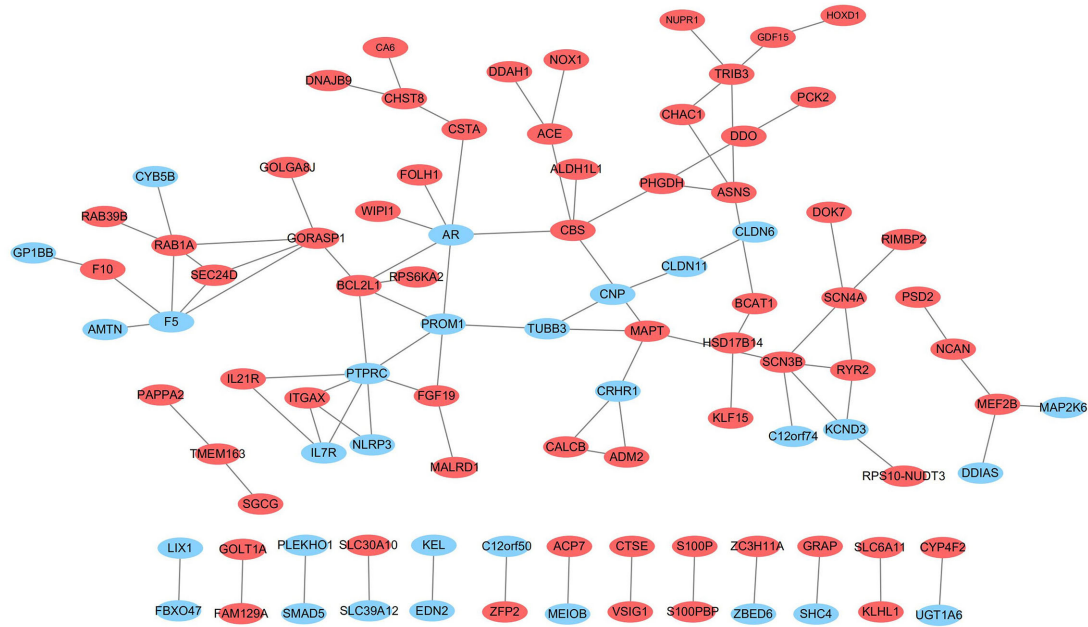 HOXD1
NUPR1
GDF15
CA6
NOX1
DDAH1
TRIB3
DNAJB9
CHST8
PCK2
CHAC1
CSTA
ACE
DDO
GOLGA8J
ALDH1L1
FOLH1
CYB5B
PHGDH
ASNS
WIPI1
DOK7
RAB39B
AR
CBS
CLDN6
GORASP1
RAB1A
RIMBP2
GP1BB
F10
SEC24D
CLDN11
BCL2L1
RPS6KA2
CNP
SCN4A
PSD2
BCAT1
AMTN
F5
PROM1
TUBB3
MAPT
HSD17B14
NCAN
SCN3B
RYR2
PTPRC
IL21R
CRHR1
PAPPA2
ITGAX
FGF19
MEF2B
MAP2K6
KLF15
C12orf74
KCND3
NLRP3
CALCB
TMEM163
IL7R
ADM2
MALRD1
RPS10-NUDT3
DDIAS
SGCG
LIX1
GOLT1A
PLEKHO1
SLC30A10
KEL
C12orf50
ACP7
CTSE
S100P
ZC3H11A
GRAP
SLC6A11
CYP4F2
FBXO47
FAM129A
SMAD5
SLC39A12
EDN2
ZFP2
MEIOB
VSIG1
S100PBP
ZBED6
SHC4
KLHL1
UGT1A6